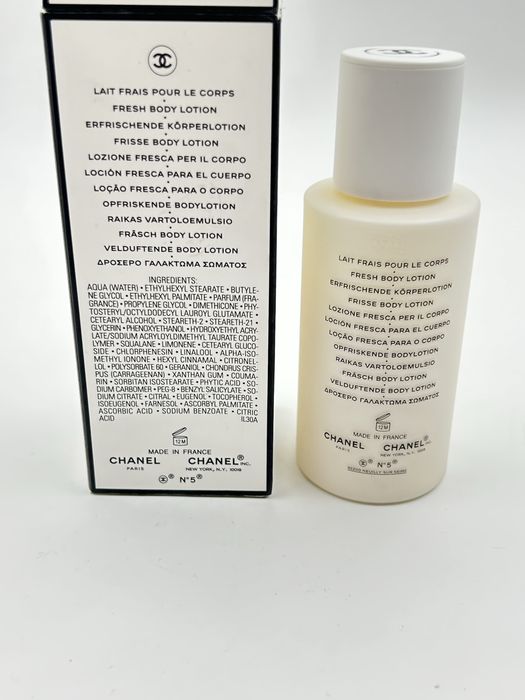 LAIT FRAIS POUR LE CORPS
•
FRESH BODY LOTION
•
ERFRISCHENDE KÖRPERLOTION
•
FRISSE BODY LOTION
•
LOZIONE FRESCA PER IL CORPO
•
LOCIÓN FRESCA PARA EL CUERPO
•
LOÇÃO FRESCA PARA O CORPO
•
OPFRISKENDE BODYLOTION
•
RAIKAS VARTOLOEMULSIO
•
FRÄSCH BODY LOTION
•
VELDUFTENDE BODY LOTION
•
ΔΡΟΣΕΡΟ ΓΑΛΑΚΤΩΜΑ ΣΩΜΑΤΟΣ
INGREDIENTS:
AQUA (WATER) • ETHYLHEXYL STEARATE • BUTYLE-
NE GLYCOL • ETHYLHEXYL PALMITATE • PARFUM (FRA-
GRANCE) • PROPYLENE GLYCOL • DIMETHICONE • PHY-
TOSTERYL/OCTYLDODECYL LAUROYL GLUTAMATE •
CETEARYL ALCOHOL • STEARETH-2 • STEARETH-21 •
GLYCERIN • PHENOXYETHANOL • HYDROXYETHYL ACRY-
LATE/SODIUM ACRYLOYLDIMETHYL TAURATE COPO-
LYMER • SQUALANE • LIMONENE • CETEARYL GLUCO-
SIDE • CHLORPHENESIN • LINALOOL • ALPHA-ISO-
METHYL IONONE • HEXYL CINNAMAL • CITRONEL-
LOL • POLYSORBATE 60 • GERANIOL • CHONDRUS CRIS-
PUS (CARRAGEENAN) • XANTHAN GUM • COUMA-
RIN • SORBITAN ISOSTEARATE • PHYTIC ACID • SO-
DIUM CARBOMER • PEG-8 • BENZYL SALICYLATE • SO-
DIUM CITRATE • CITRAL • EUGENOL • TOCOPHEROL •
ISOEUGENOL • FARNESOL • ASCORBYL PALMITATE •
ASCORBIC ACID • SODIUM BENZOATE • CITRIC
ACID IL30A
12M
MADE IN FRANCE
CHANEL CHANEL® INC.
PARIS NEW YORK, N.Y. 10018
® N°5®
LAIT FRAIS POUR LE CORPS
•
FRESH BODY LOTION
•
ERFRISCHENDE KÖRPERLOTION
•
FRISSE BODY LOTION
•
LOZIONE FRESCA PER IL CORPO
•
LOCIÓN FRESCA PARA EL CUERPO
•
LOÇÃO FRESCA PARA O CORPO
•
OPFRISKENDE BODYLOTION
•
RAIKAS VARTALOEMULSIO
•
FRÄSCH BODY LOTION
•
VELDUFTENDE BODY LOTION
•
ΔΡΟΣΕΡΟ ΓΑΛΑΚΤΩΜΑ ΣΩΜΑΤΟΣ
12M
MADE IN FRANCE
CHANEL CHANEL® INC.
PARIS NEW YORK, N.Y. 10018
® N°5®
92200 NEUILLY SUR SEINE